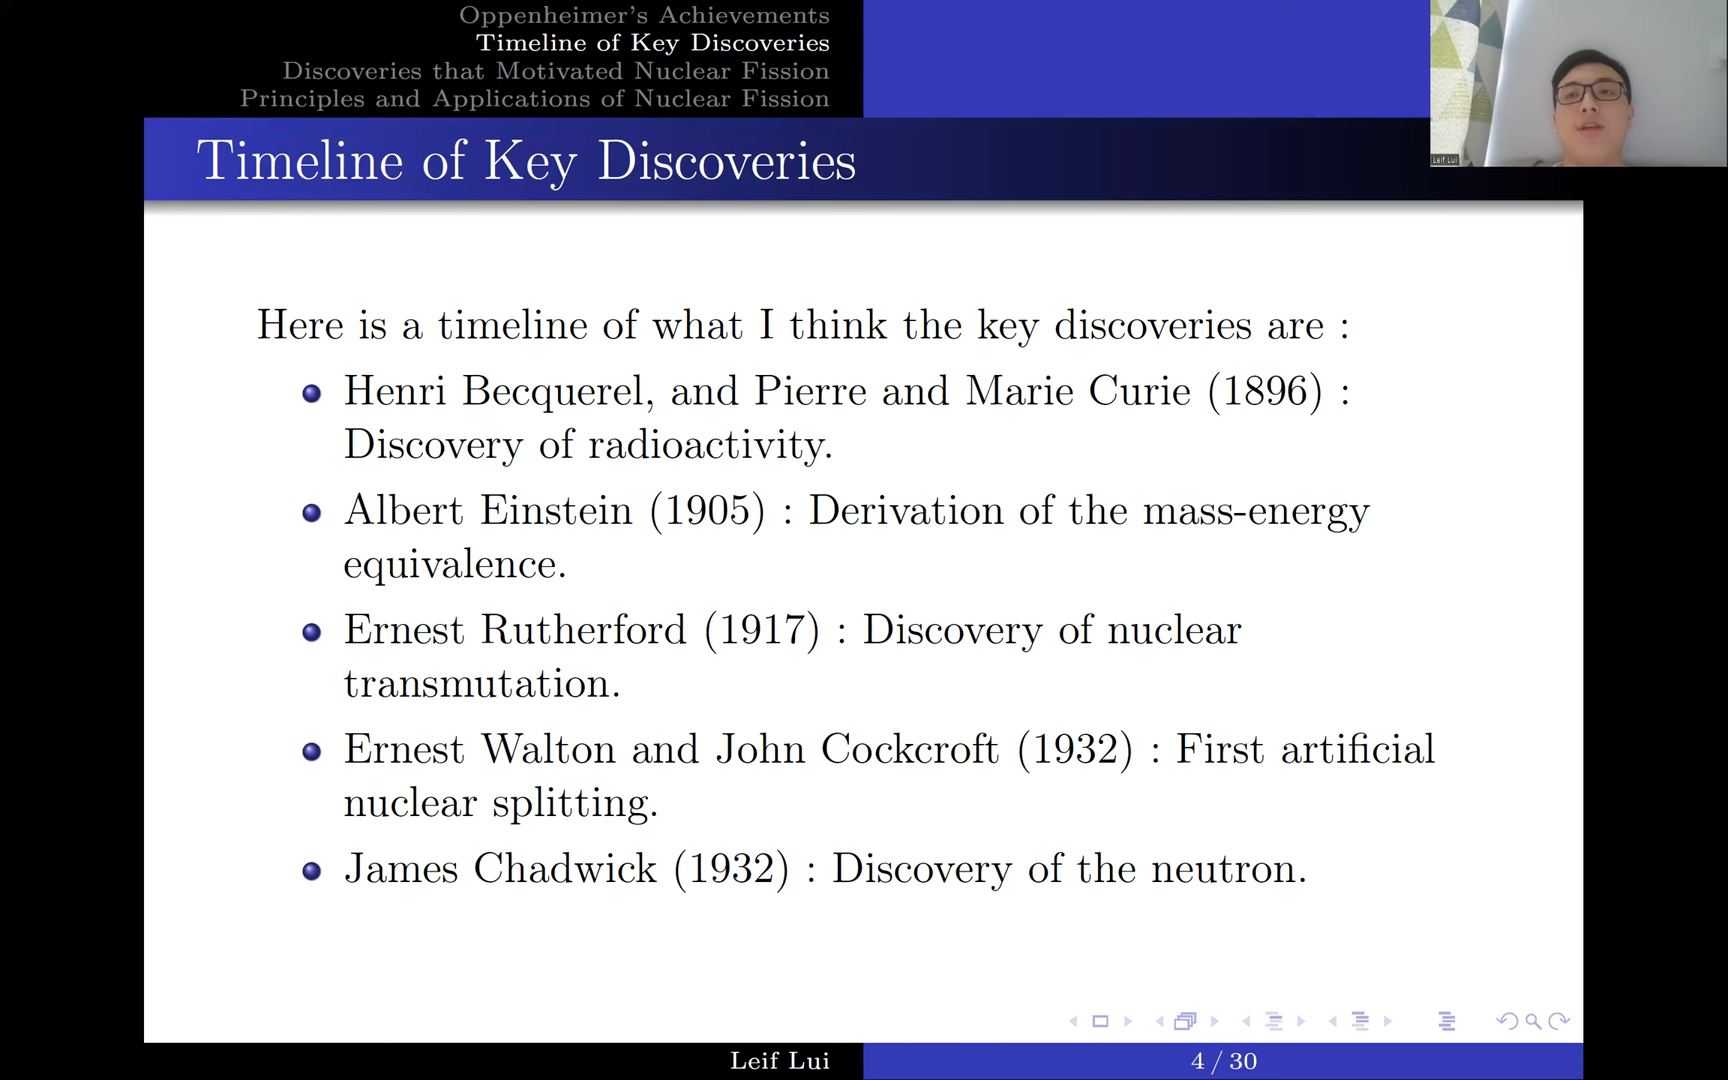 Oppenheimer's Achievements
Timeline of Key Discoveries
Discoveries that Motivated Nuclear Fission
Principles and Applications of Nuclear Fission
Timeline of Key Discoveries
Leif Lui
Here is a timeline of what I think the key discoveries are :
Henri Becquerel, and Pierre and Marie Curie (1896) :
Discovery of radioactivity.
Albert Einstein (1905) : Derivation of the mass-energy
equivalence.
Ernest Rutherford (1917) : Discovery of nuclear
transmutation.
Ernest Walton and John Cockcroft (1932) : First artificial
nuclear splitting.
James Chadwick (1932) : Discovery of the neutron.
Leif Lui
4 / 30